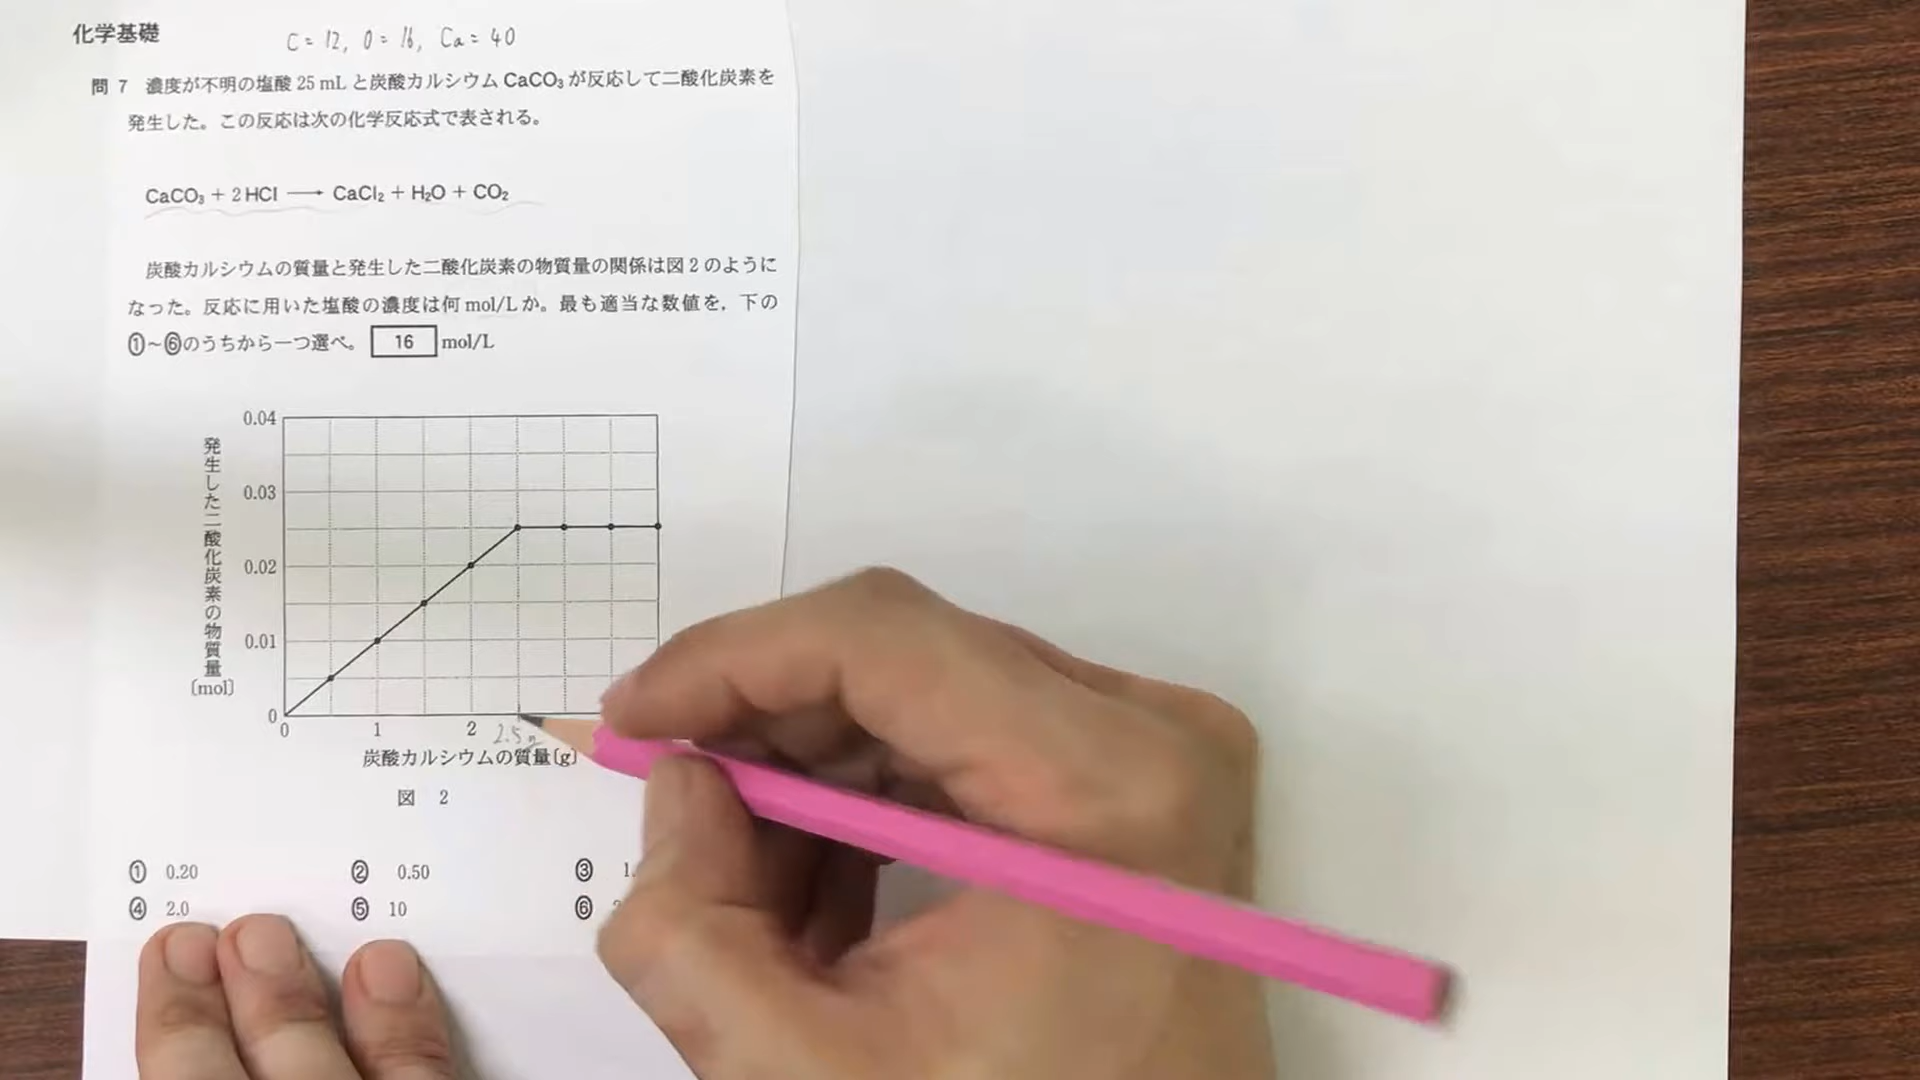 化学基礎
C=12, O=16, Ca=40
問 7 濃度が不明の塩酸 25 mL と炭酸カルシウム CaCO₃ が反応して二酸化炭素を
発生した。この反応は次の化学反応式で表される。
CaCO₃ + 2 HCl ⟶ CaCl₂ + H₂O + CO₂
炭酸カルシウムの質量と発生した二酸化炭素の物質量の関係は図 2 のように
なった。反応に用いた塩酸の濃度は何 mol/L か。最も適当な数値を，下の
①～⑥のうちから一つ選べ。 16 mol/L
発生した二酸化炭素の物質量〔mol〕
0.04
0.03
0.02
0.01
0
0 1 2 2.5g
炭酸カルシウムの質量〔g〕
図 2
① 0.20 ② 0.50 ③ 1.
④ 2.0 ⑤ 10 ⑥